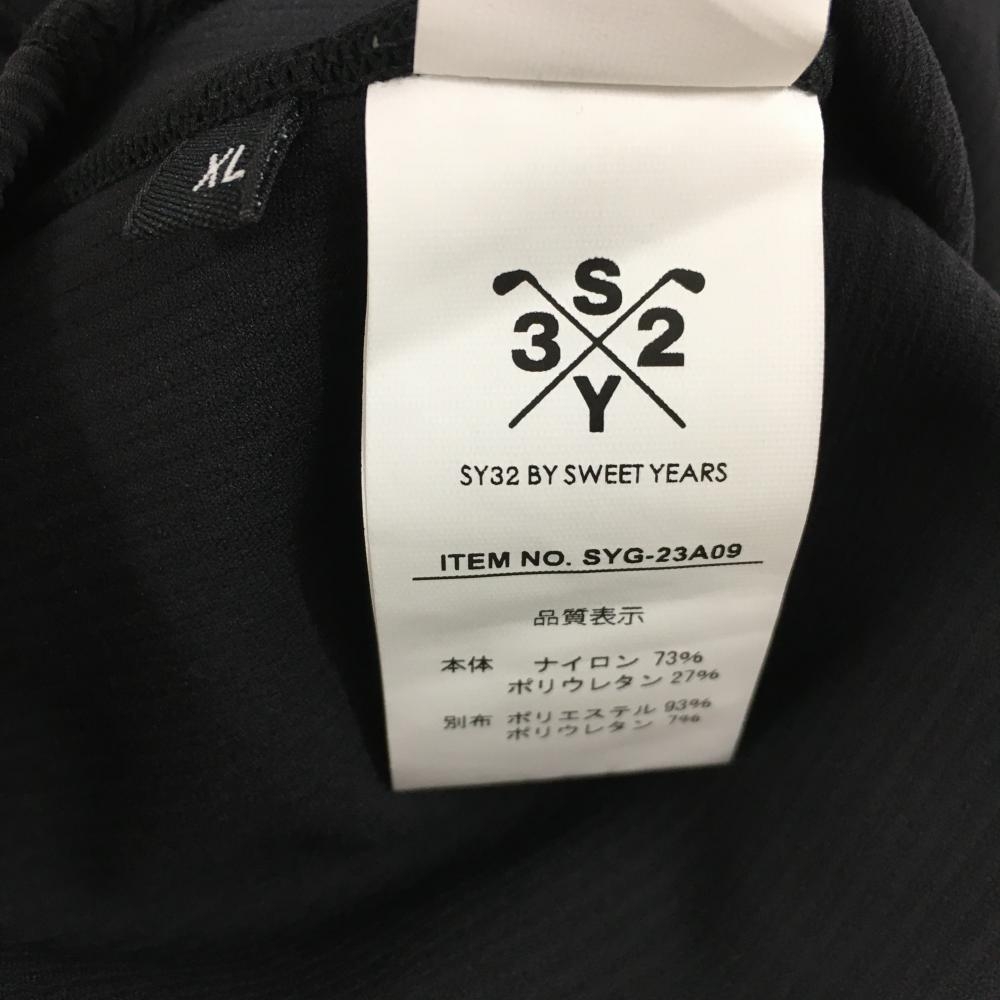 XL
S
3 2
Y
SY32 BY SWEET YEARS
ITEM NO. SYG-23A09
品質表示
本体 ナイロン 73%
ポリウレタン 27%
別布 ポリエステル 93%
ポリウレタン 7%